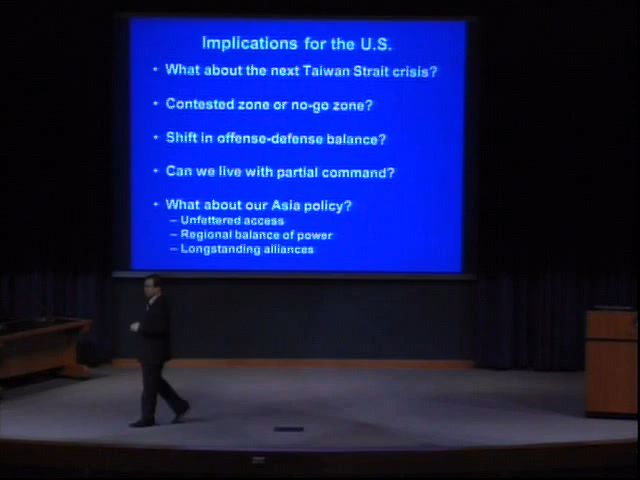 Implications for the U.S.
• What about the next Taiwan Strait crisis?
• Contested zone or no-go zone?
• Shift in offense-defense balance?
• Can we live with partial command?
• What about our Asia policy?
– Unfettered access
– Regional balance of power
– Longstanding alliances